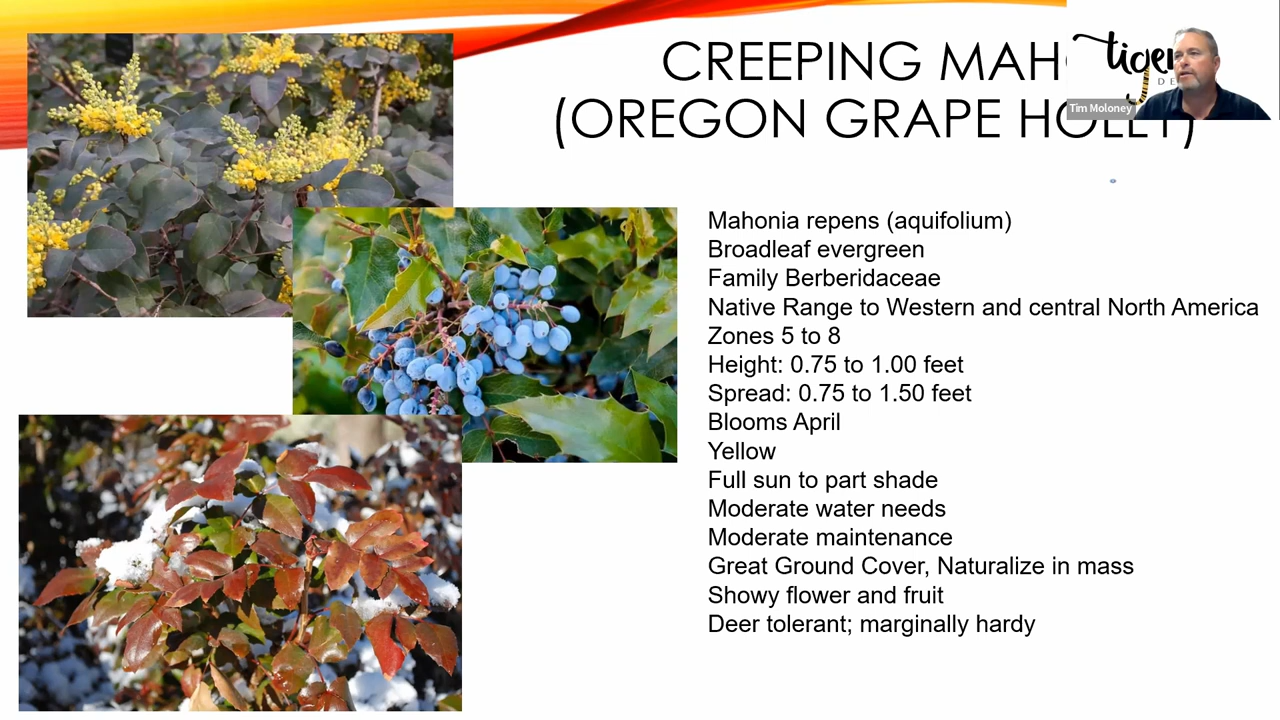 CREEPING MAH
(OREGON GRAPE HOLLY)
tiger
DE
Tim Moloney
Mahonia repens (aquifolium)
Broadleaf evergreen
Family Berberidaceae
Native Range to Western and central North America
Zones 5 to 8
Height: 0.75 to 1.00 feet
Spread: 0.75 to 1.50 feet
Blooms April
Yellow
Full sun to part shade
Moderate water needs
Moderate maintenance
Great Ground Cover, Naturalize in mass
Showy flower and fruit
Deer tolerant; marginally hardy